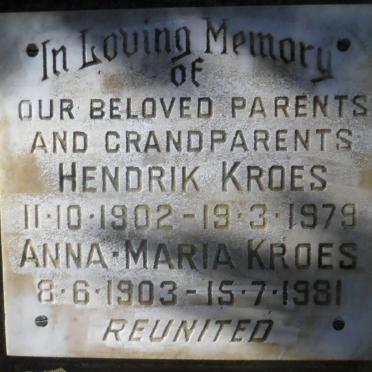 In Loving Memory
OF
OUR BELOVED PARENTS
AND GRANDPARENTS
HENDRIK KROES
11·10·1902 - 19·3·1979
ANNA·MARIA KROES
8·6·1903 - 15·7·1981
REUNITED